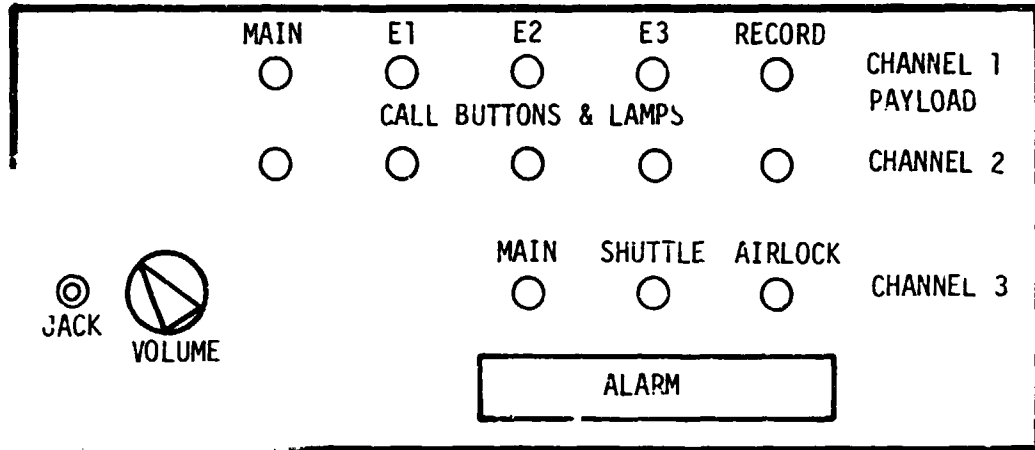 MAIN E1 E2 E3 RECORD
CHANNEL 1
PAYLOAD
CALL BUTTONS & LAMPS
CHANNEL 2
MAIN SHUTTLE AIRLOCK
CHANNEL 3
JACK
VOLUME
ALARM